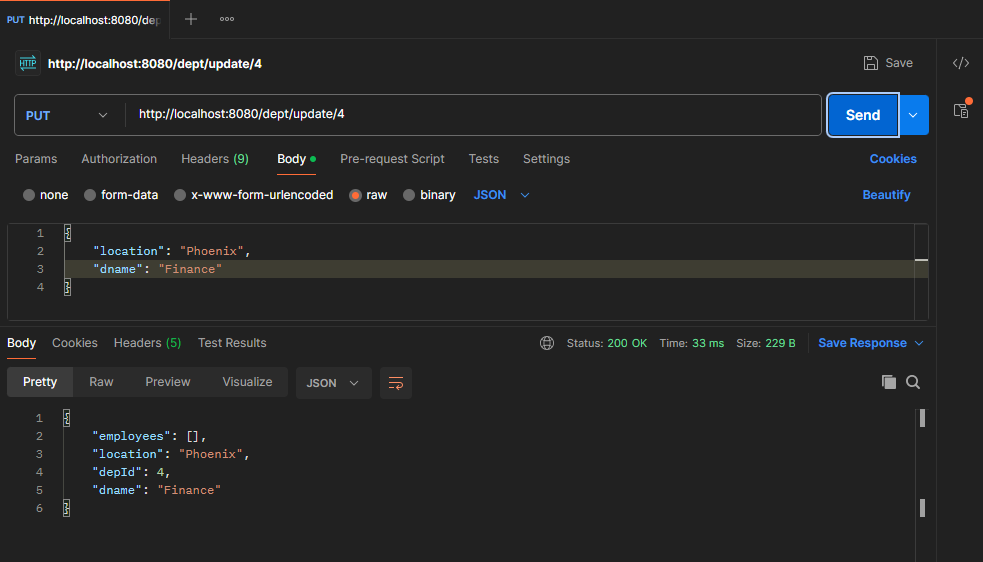 PUT http://localhost:8080/dep
HTTP http://localhost:8080/dept/update/4 Save
PUT http://localhost:8080/dept/update/4 Send
Params Authorization Headers (9) Body Pre-request Script Tests Settings Cookies
none form-data x-www-form-urlencoded raw binary JSON Beautify
1 {
2 "location": "Phoenix",
3 "dname": "Finance"
4 }
Body Cookies Headers (5) Test Results Status: 200 OK Time: 33 ms Size: 229 B Save Response
Pretty Raw Preview Visualize JSON
1 {
2 "employees": [],
3 "location": "Phoenix",
4 "depId": 4,
5 "dname": "Finance"
6 }